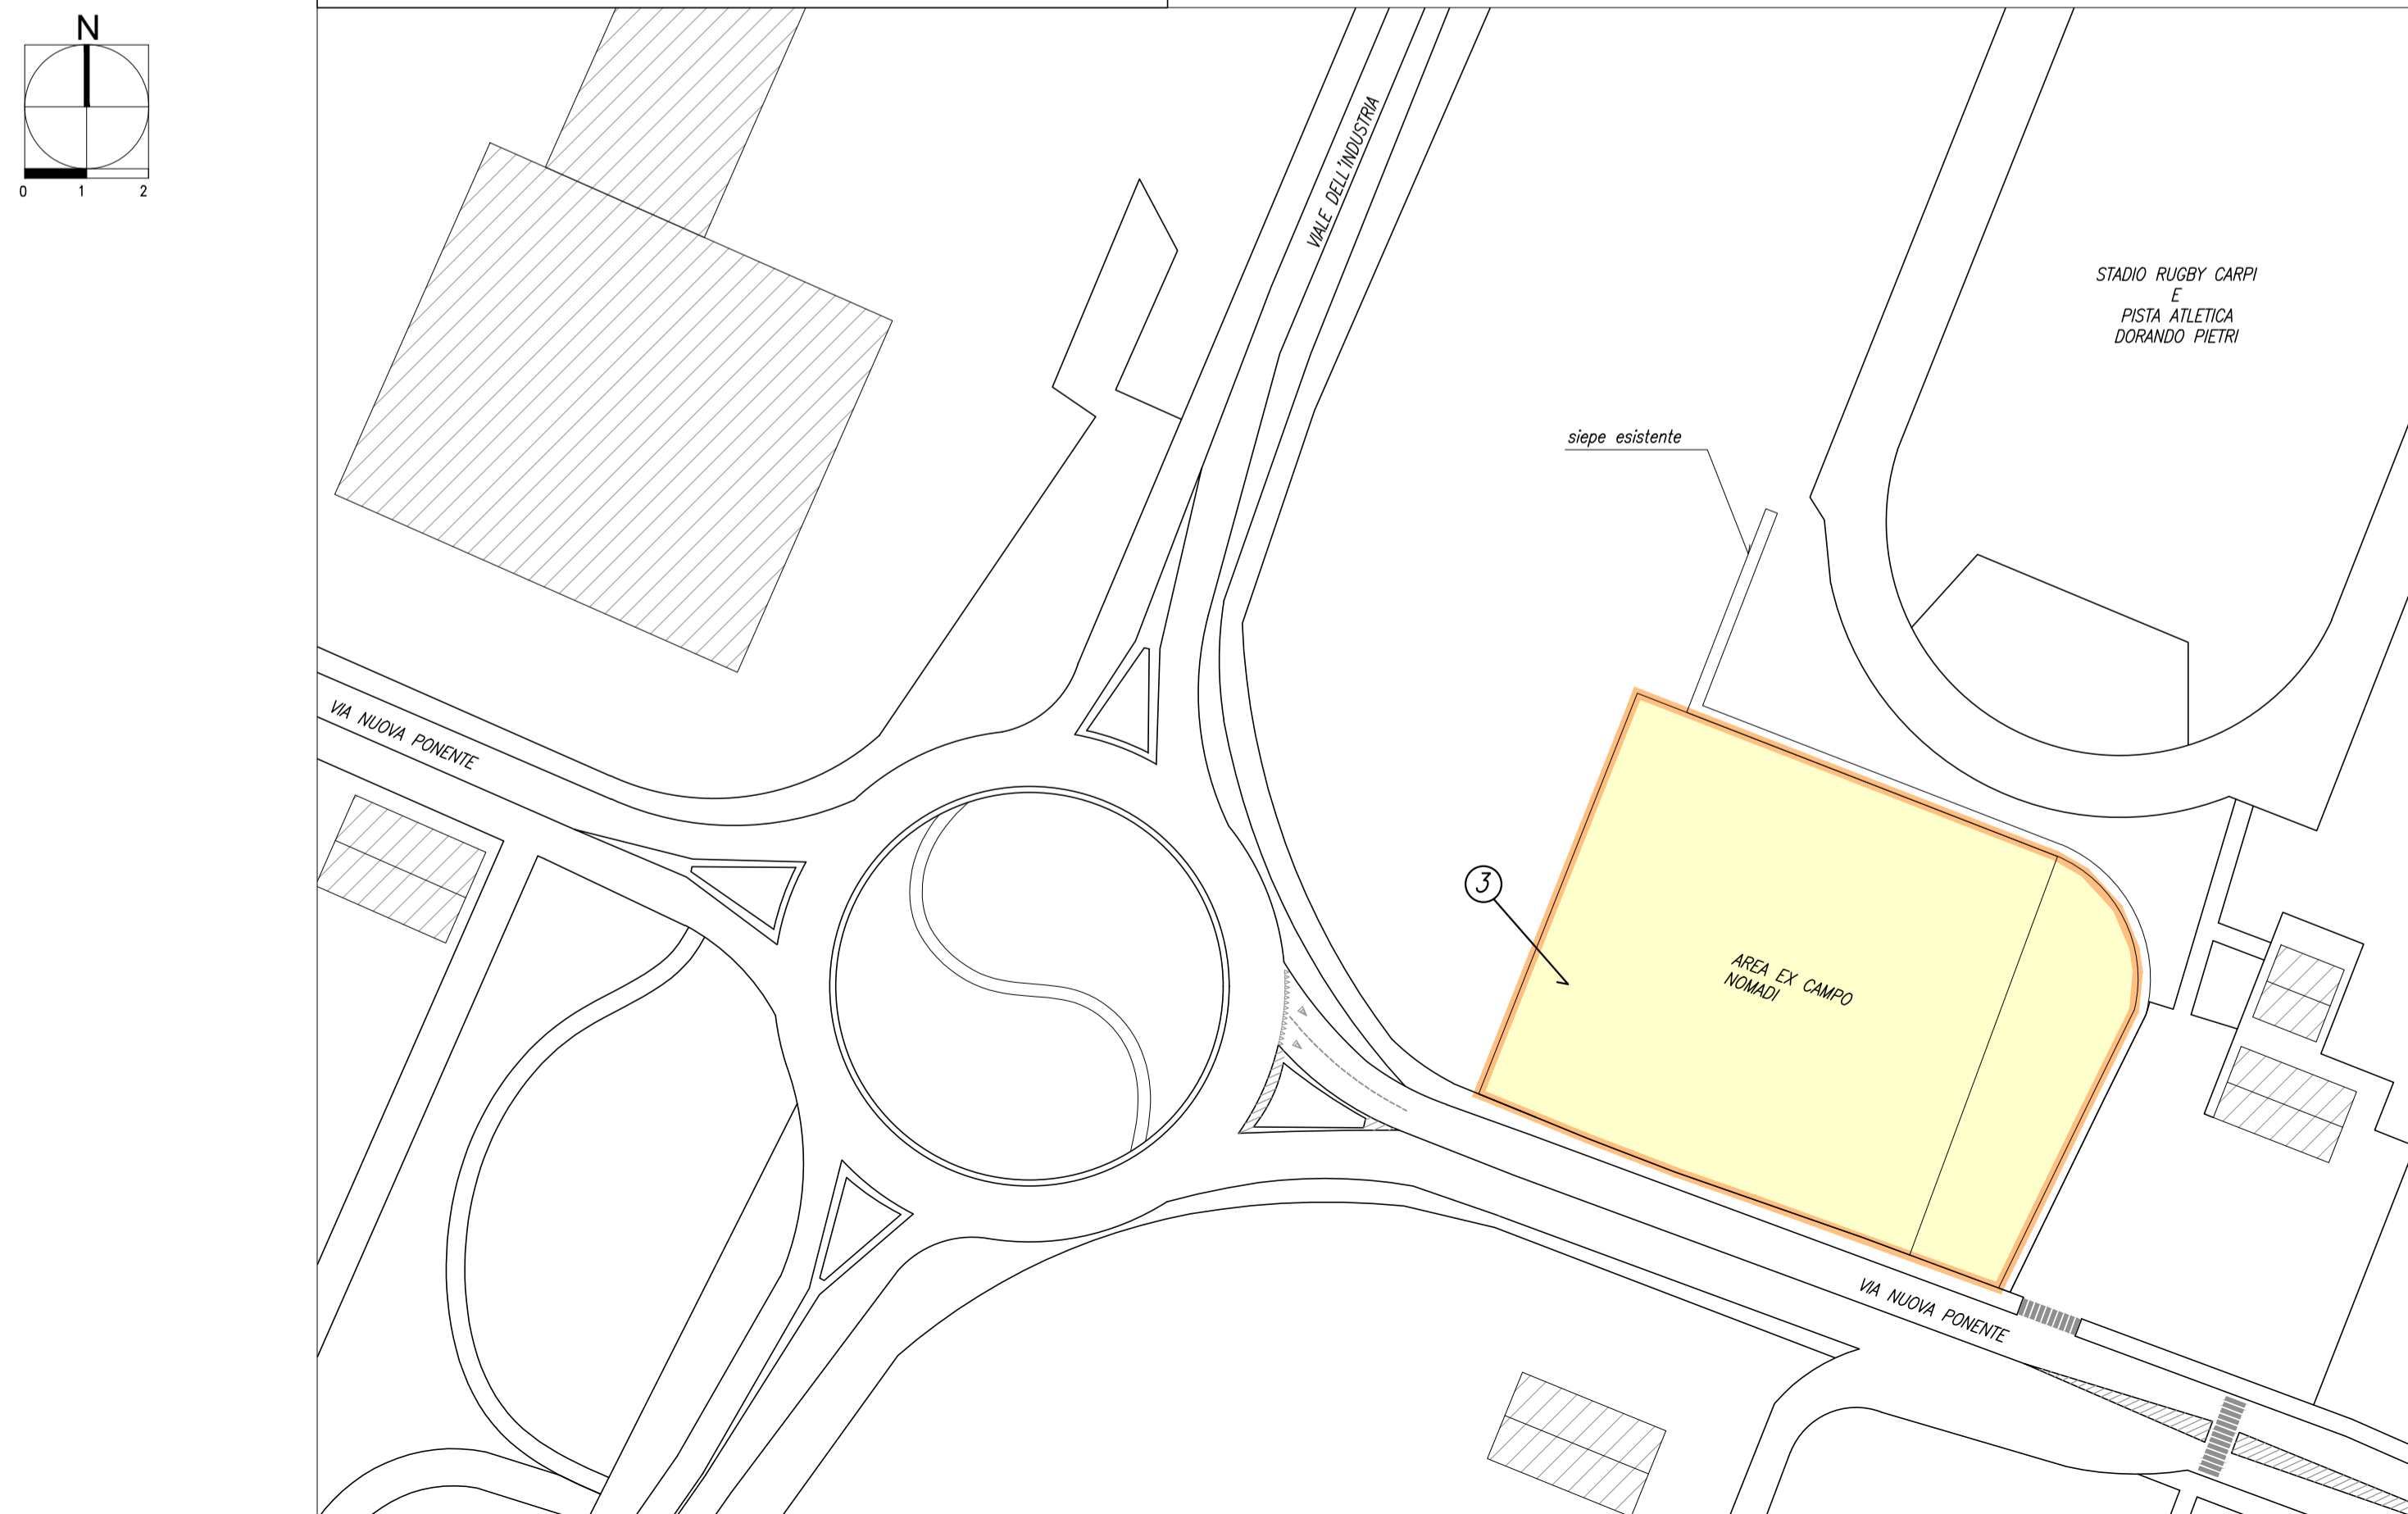 N
0 1 2
VIALE DELL'INDUSTRIA
STADIO RUGBY CARPI
E
PISTA ATLETICA
DORANDO PIETRI
siepe esistente
VIA NUOVA PONENTE
3
AREA EX CAMPO
NOMADI
VIA NUOVA PONENTE